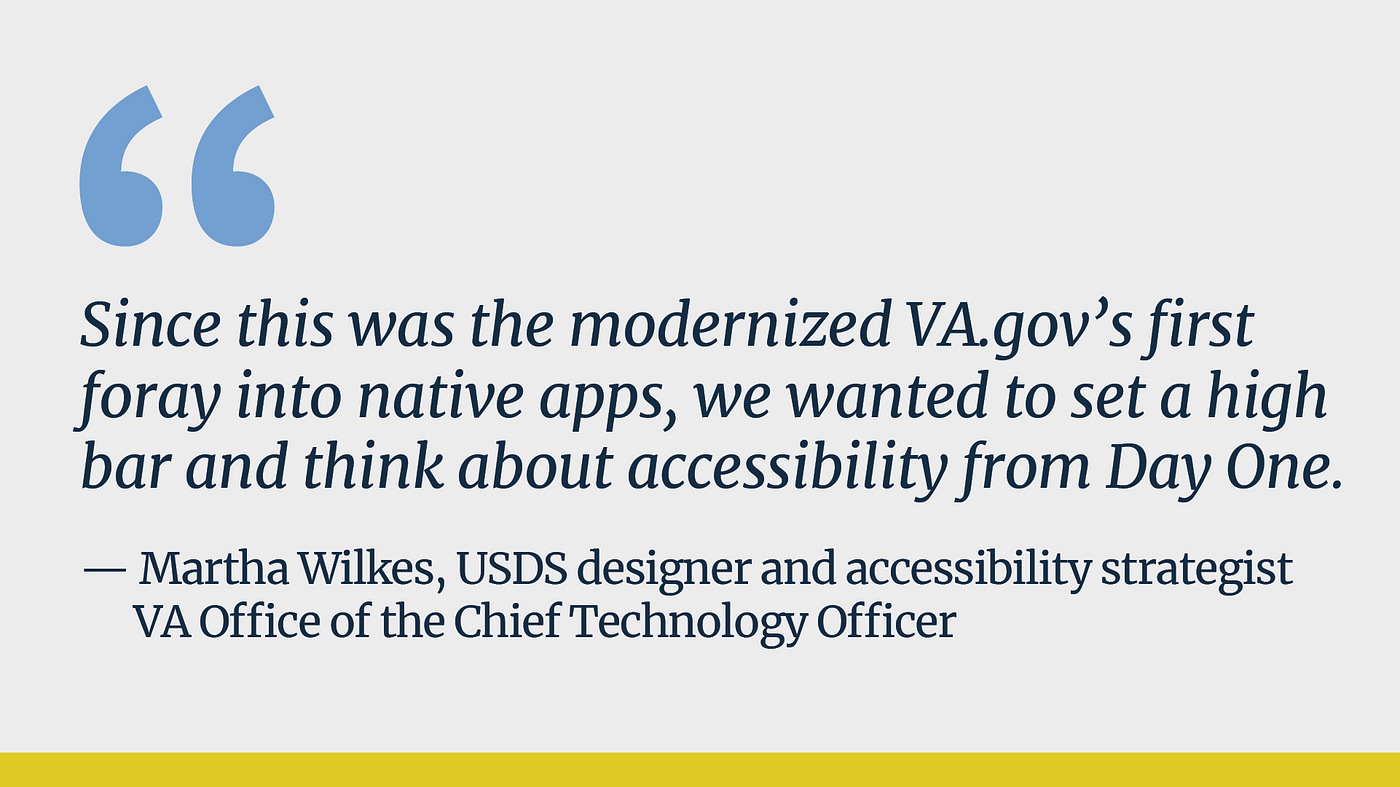 “
Since this was the modernized VA.gov’s first
foray into native apps, we wanted to set a high
bar and think about accessibility from Day One.
— Martha Wilkes, USDS designer and accessibility strategist
VA Office of the Chief Technology Officer